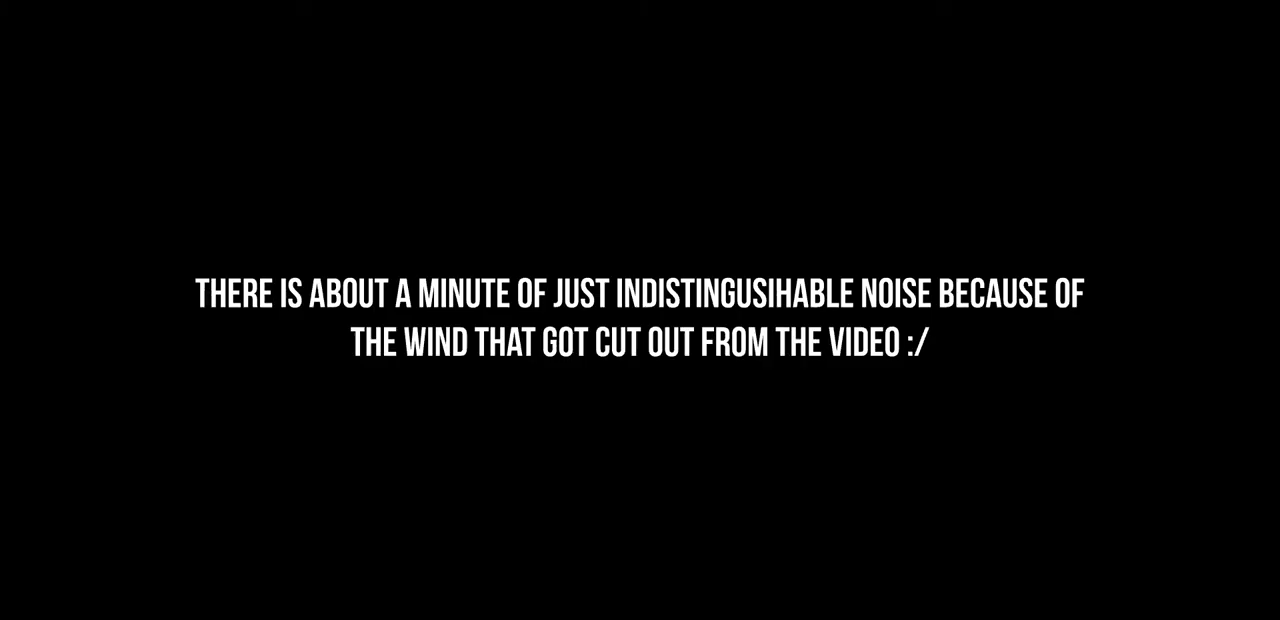 THERE IS ABOUT A MINUTE OF JUST INDISTINGUSIHABLE NOISE BECAUSE OF
THE WIND THAT GOT CUT OUT FROM THE VIDEO :/